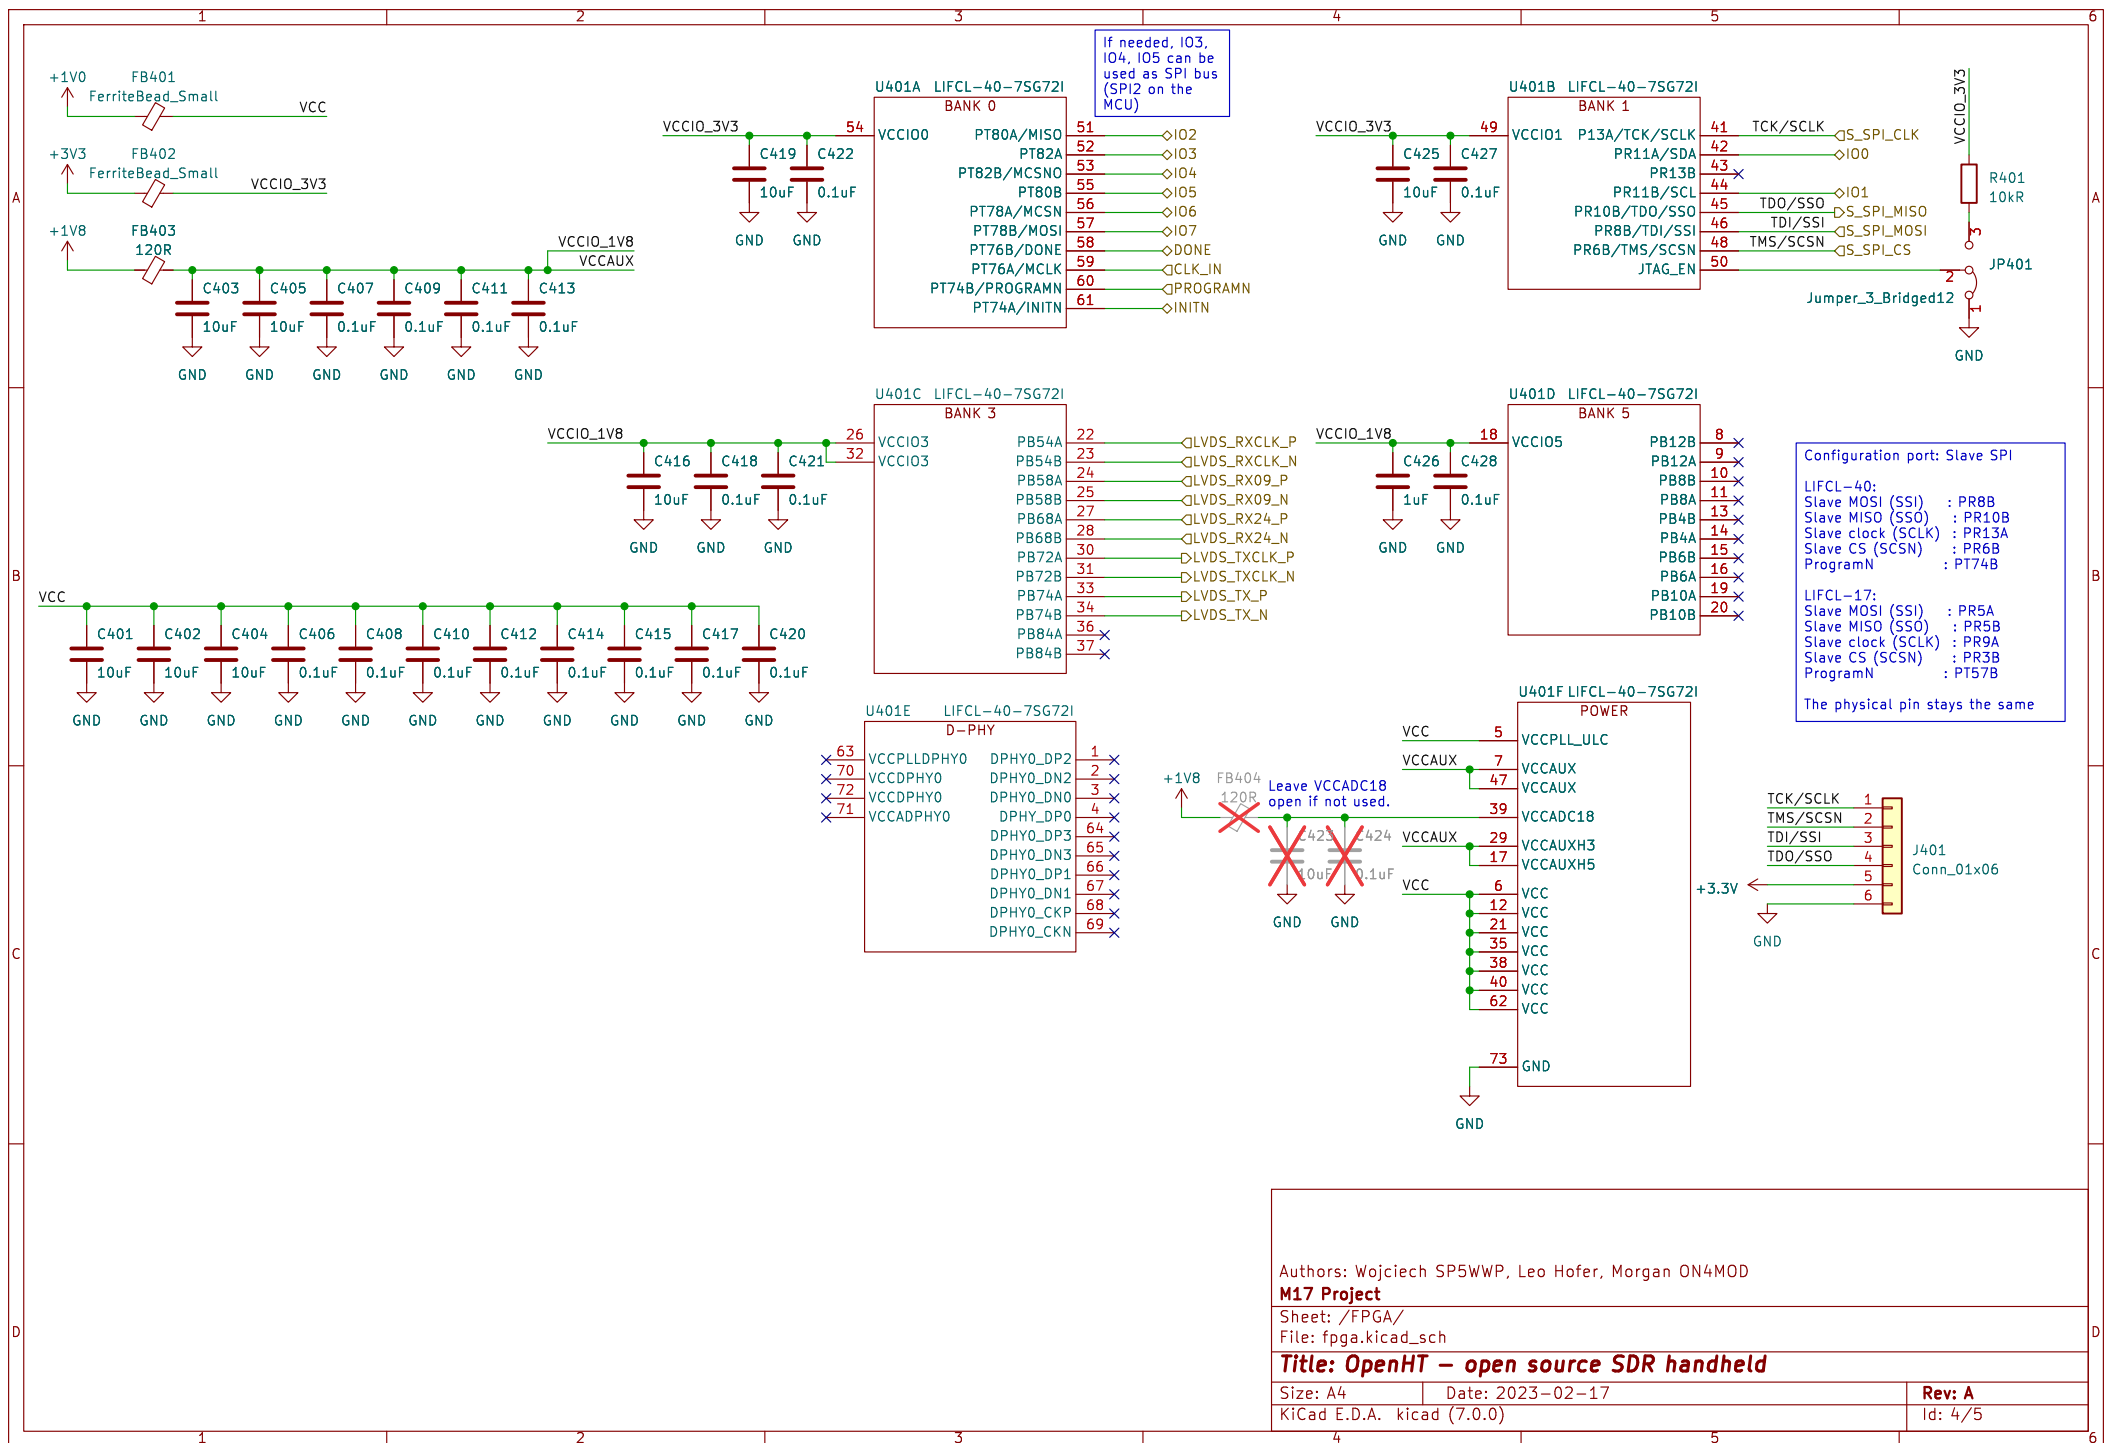 1 2 3 4 5 6
A
B
C
D
+1V0
FB401
FerriteBead_Small
VCC
+3V3
FB402
FerriteBead_Small
VCCIO_3V3
+1V8
FB403
120R
VCCIO_1V8
VCCAUX
C403 C405 C407 C409 C411 C413
10uF 10uF 0.1uF 0.1uF 0.1uF 0.1uF
GND GND GND GND GND GND
If needed, IO3,
IO4, IO5 can be
used as SPI bus
(SPI2 on the
MCU)
U401A LIFCL-40-7SG72I
BANK 0
VCCIO_3V3 54 VCCIO0
C419 C422
10uF 0.1uF
GND GND
PT80A/MISO 51 IO2
PT82A 52 IO3
PT82B/MCSNO 53 IO4
PT80B 55 IO5
PT78A/MCSN 56 IO6
PT78B/MOSI 57 IO7
PT76B/DONE 58 DONE
PT76A/MCLK 59 CLK_IN
PT74B/PROGRAMN 60 PROGRAMN
PT74A/INITN 61 INITN
U401B LIFCL-40-7SG72I
BANK 1
VCCIO_3V3 49 VCCIO1
C425 C427
10uF 0.1uF
GND GND
P13A/TCK/SCLK 41 TCK/SCLK S_SPI_CLK
PR11A/SDA 42 IO0
PR13B 43
PR11B/SCL 44 IO1
PR10B/TDO/SSO 45 TDO/SSO S_SPI_MISO
PR8B/TDI/SSI 46 TDI/SSI S_SPI_MOSI
PR6B/TMS/SCSN 48 TMS/SCSN S_SPI_CS
JTAG_EN 50
VCCIO_3V3
R401
10kR
3
2
1
JP401
Jumper_3_Bridged12
GND
U401C LIFCL-40-7SG72I
BANK 3
VCCIO_1V8 26 VCCIO3
32 VCCIO3
C416 C418 C421
10uF 0.1uF 0.1uF
GND GND GND
PB54A 22 LVDS_RXCLK_P
PB54B 23 LVDS_RXCLK_N
PB58A 24 LVDS_RX09_P
PB58B 25 LVDS_RX09_N
PB68A 27 LVDS_RX24_P
PB68B 28 LVDS_RX24_N
PB72A 30 LVDS_TXCLK_P
PB72B 31 LVDS_TXCLK_N
PB74A 33 LVDS_TX_P
PB74B 34 LVDS_TX_N
PB84A 36
PB84B 37
U401D LIFCL-40-7SG72I
BANK 5
VCCIO_1V8 18 VCCIO5
C426 C428
1uF 0.1uF
GND GND
PB12B 8
PB12A 9
PB8B 10
PB8A 11
PB4B 13
PB4A 14
PB6B 15
PB6A 16
PB10A 19
PB10B 20
Configuration port: Slave SPI
LIFCL-40:
Slave MOSI (SSI) : PR8B
Slave MISO (SSO) : PR10B
Slave clock (SCLK) : PR13A
Slave CS (SCSN) : PR6B
ProgramN : PT74B
LIFCL-17:
Slave MOSI (SSI) : PR5A
Slave MISO (SSO) : PR5B
Slave clock (SCLK) : PR9A
Slave CS (SCSN) : PR3B
ProgramN : PT57B
The physical pin stays the same
VCC
C401 C402 C404 C406 C408 C410 C412 C414 C415 C417 C420
10uF 10uF 10uF 0.1uF 0.1uF 0.1uF 0.1uF 0.1uF 0.1uF 0.1uF 0.1uF
GND GND GND GND GND GND GND GND GND GND GND
U401E LIFCL-40-7SG72I
D-PHY
63 VCCPLLDPHY0
70 VCCDPHY0
72 VCCDPHY0
71 VCCADPHY0
DPHY0_DP2 1
DPHY0_DN2 2
DPHY0_DN0 3
DPHY_DP0 4
DPHY0_DP3 64
DPHY0_DN3 65
DPHY0_DP1 66
DPHY0_DN1 67
DPHY0_CKP 68
DPHY0_CKN 69
+1V8
FB404
120R
Leave VCCADC18
open if not used.
C423 C424
10uF 0.1uF
GND GND
U401F LIFCL-40-7SG72I
POWER
VCC 5 VCCPLL_ULC
VCCAUX 7 VCCAUX
47 VCCAUX
39 VCCADC18
VCCAUX 29 VCCAUXH3
17 VCCAUXH5
VCC 6 VCC
12 VCC
21 VCC
35 VCC
38 VCC
40 VCC
62 VCC
73 GND
GND
TCK/SCLK 1
TMS/SCSN 2
TDI/SSI 3
TDO/SSO 4
+3.3V 5
6
GND
J401
Conn_01x06
Authors: Wojciech SP5WWP, Leo Hofer, Morgan ON4MOD
M17 Project
Sheet: /FPGA/
File: fpga.kicad_sch
Title: OpenHT – open source SDR handheld
Size: A4 Date: 2023-02-17 Rev: A
KiCad E.D.A. kicad (7.0.0) Id: 4/5
A
B
C
D
1 2 3 4 5 6